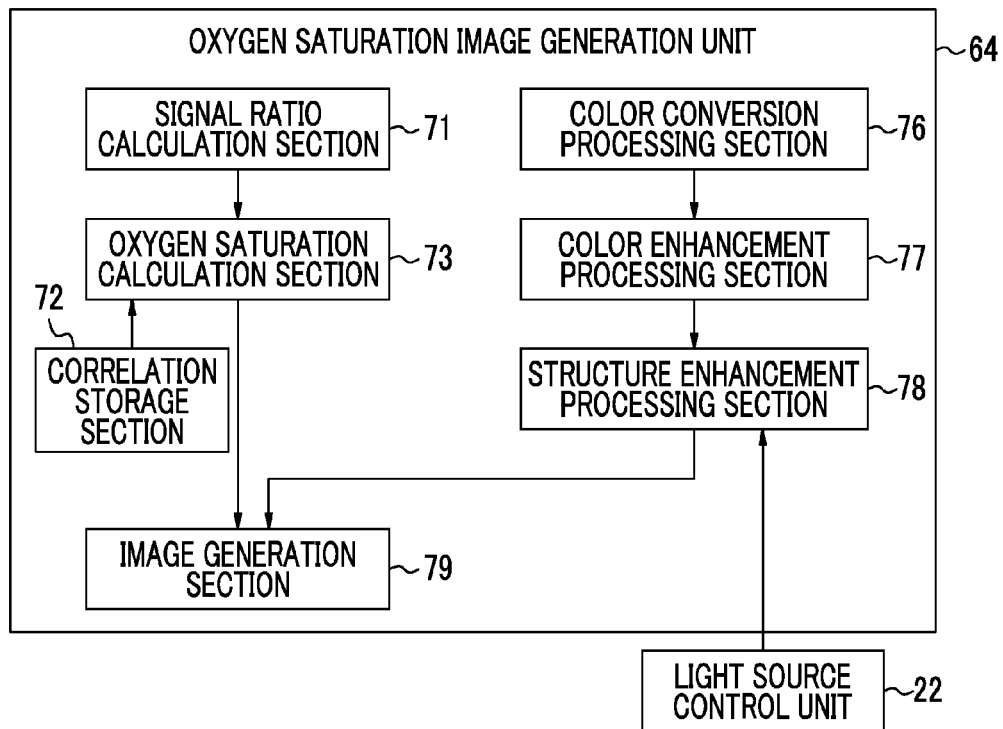 OXYGEN SATURATION IMAGE GENERATION UNIT
64
SIGNAL RATIO
CALCULATION SECTION
71
COLOR CONVERSION
PROCESSING SECTION
76
OXYGEN SATURATION
CALCULATION SECTION
73
COLOR ENHANCEMENT
PROCESSING SECTION
77
72
CORRELATION
STORAGE
SECTION
STRUCTURE ENHANCEMENT
PROCESSING SECTION
78
IMAGE GENERATION
SECTION
79
LIGHT SOURCE
CONTROL UNIT
22